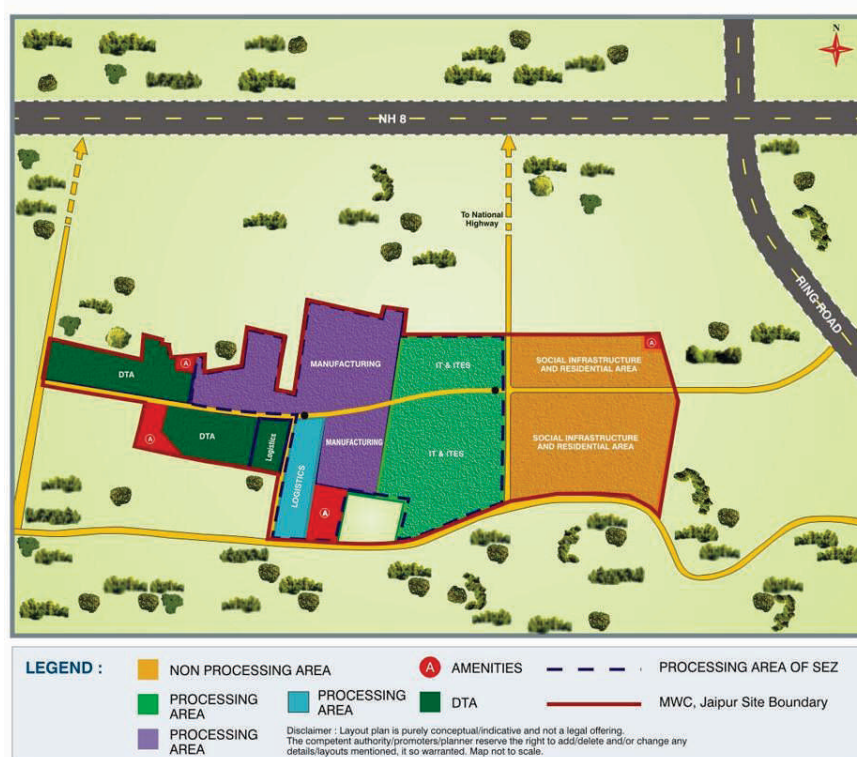 N
NH 8
To National
Highway
RING ROAD
MANUFACTURING
IT & ITES
SOCIAL INFRASTRUCTURE
AND RESIDENTIAL AREA
A
A
DTA
DTA
Logistics
A
MANUFACTURING
IT & ITES
SOCIAL INFRASTRUCTURE
AND RESIDENTIAL AREA
LOGISTICS
A
LEGEND :
NON PROCESSING AREA
A AMENITIES
PROCESSING AREA OF SEZ
PROCESSING
AREA
PROCESSING
AREA
DTA
MWC, Jaipur Site Boundary
PROCESSING
AREA
Disclaimer : Layout plan is purely conceptual/indicative and not a legal offering.
The competent authority/promoters/planner reserve the right to add/delete and/or change any
details/layouts mentioned, it so warranted. Map not to scale.